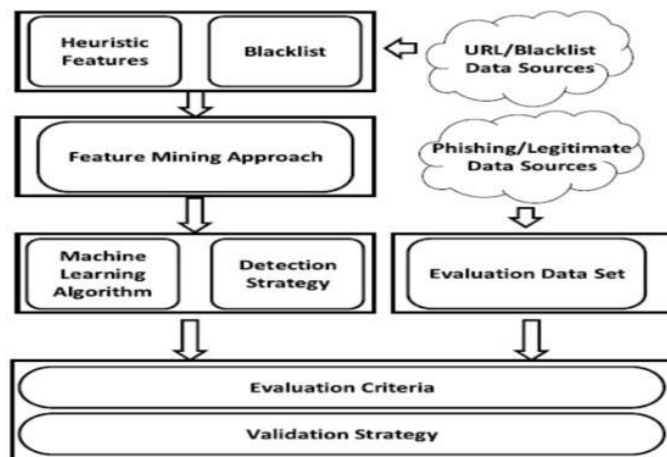 Heuristic
Features
Blacklist
URL/Blacklist
Data Sources
Feature Mining Approach
Phishing/Legitimate
Data Sources
Machine
Learning
Algorithm
Detection
Strategy
Evaluation Data Set
Evaluation Criteria
Validation Strategy